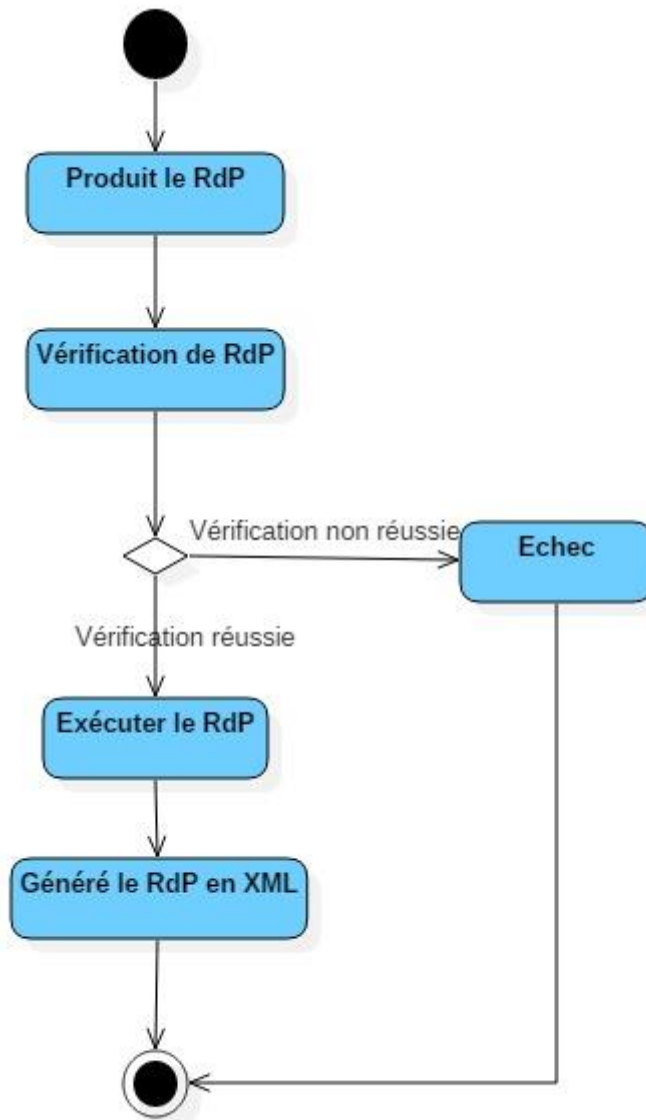 Produit le RdP
Vérification de RdP
Vérification non réussie
Echec
Vérification réussie
Exécuter le RdP
Généré le RdP en XML